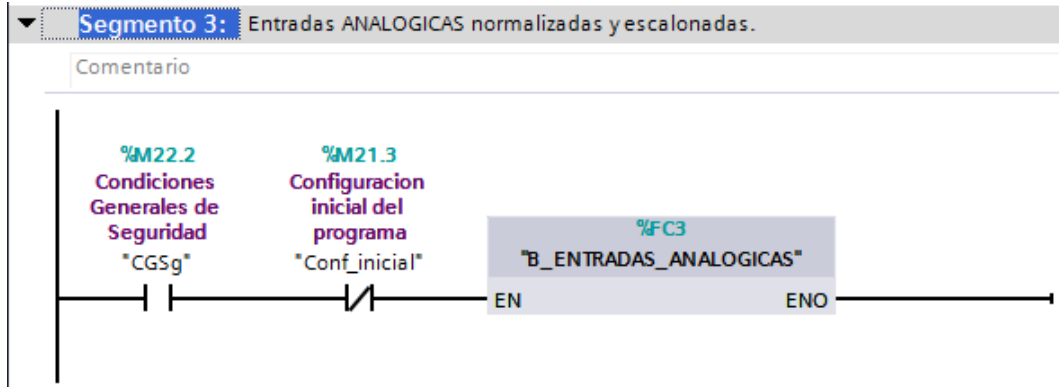 Segmento 3: Entradas ANALOGICAS normalizadas y escalonadas.
Comentario
%M22.2
Condiciones
Generales de
Seguridad
"CGSg"
%M21.3
Configuracion
inicial del
programa
"Conf_inicial"
%FC3
"B_ENTRADAS_ANALOGICAS"
EN ENO